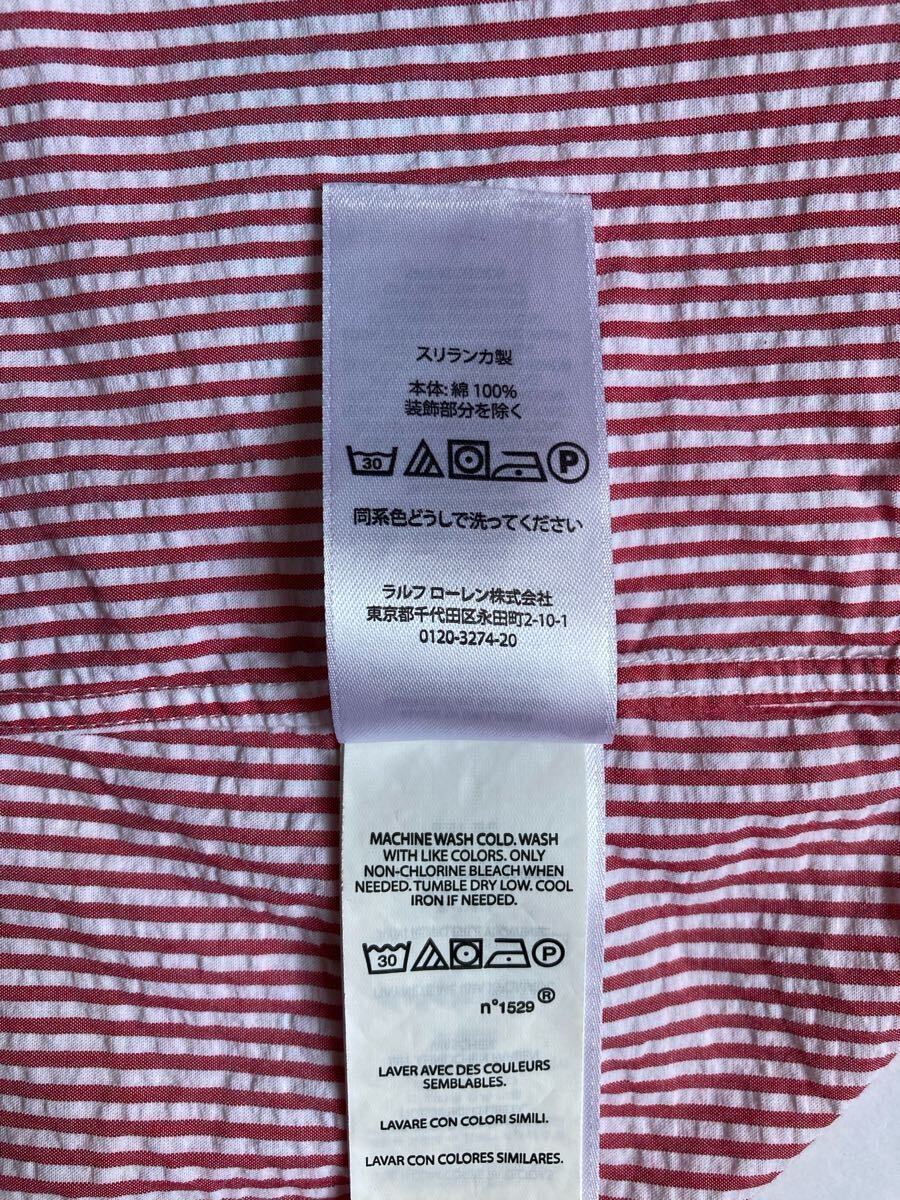 スリランカ製
本体: 綿 100%
装飾部分を除く
30 P
同系色どうしで洗ってください
ラルフ ローレン株式会社
東京都千代田区永田町2-10-1
0120-3274-20
MACHINE WASH COLD. WASH
WITH LIKE COLORS. ONLY
NON-CHLORINE BLEACH WHEN
NEEDED. TUMBLE DRY LOW. COOL
IRON IF NEEDED.
30 P
n°1529®
LAVER AVEC DES COULEURS
SEMBLABLES.
LAVARE CON COLORI SIMILI.
LAVAR CON COLORES SIMILARES.